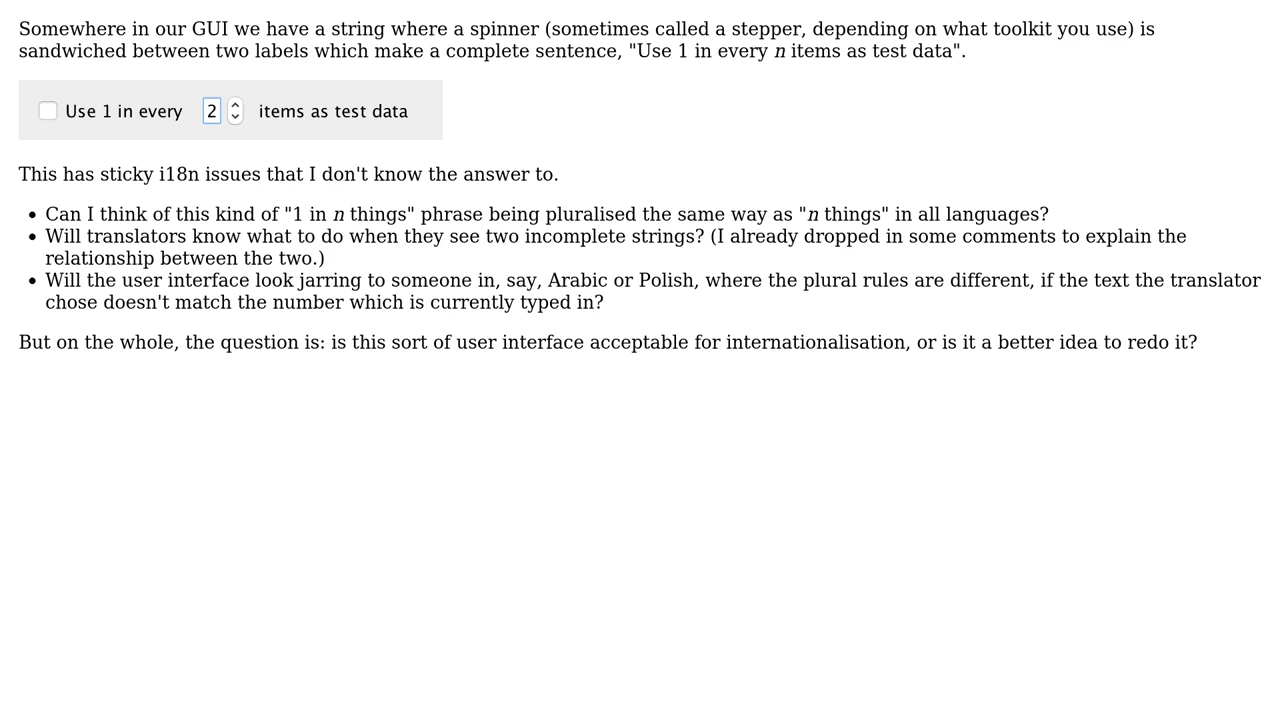 Somewhere in our GUI we have a string where a spinner (sometimes called a stepper, depending on what toolkit you use) is
sandwiched between two labels which make a complete sentence, "Use 1 in every n items as test data".
Use 1 in every 2 items as test data
This has sticky i18n issues that I don't know the answer to.
• Can I think of this kind of "1 in n things" phrase being pluralised the same way as "n things" in all languages?
• Will translators know what to do when they see two incomplete strings? (I already dropped in some comments to explain the
relationship between the two.)
• Will the user interface look jarring to someone in, say, Arabic or Polish, where the plural rules are different, if the text the translator
chose doesn't match the number which is currently typed in?
But on the whole, the question is: is this sort of user interface acceptable for internationalisation, or is it a better idea to redo it?